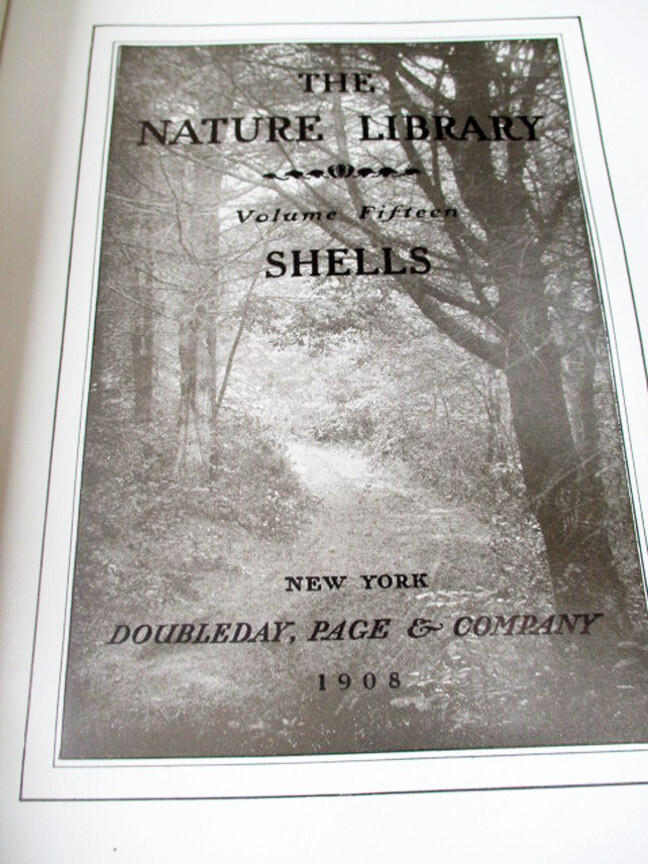 THE
NATURE LIBRARY
Volume Fifteen
SHELLS
NEW YORK
DOUBLEDAY, PAGE & COMPANY
1908